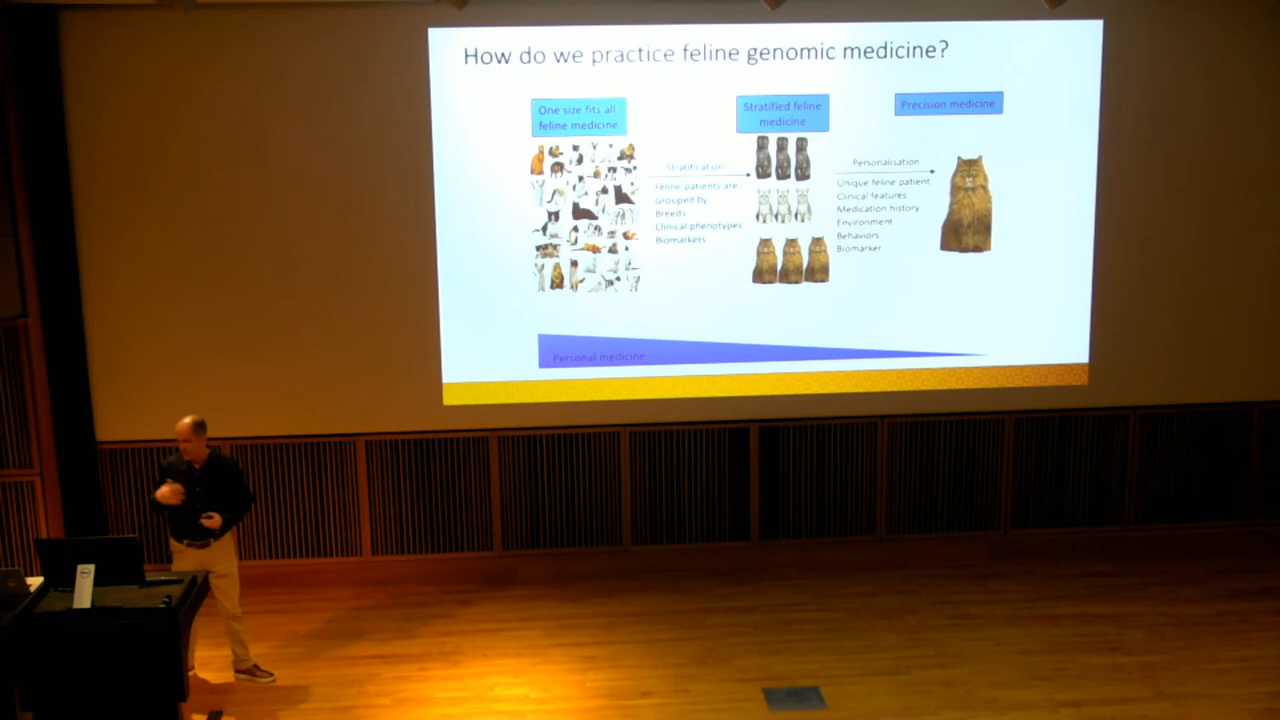 How do we practice feline genomic medicine?
One size fits all
feline medicine
Stratified feline
medicine
Precision medicine
Stratification
Feline patients are
Grouped by
Breeds
Clinical phenotypes
Biomarkers
Personalisation
Unique feline patient
Clinical features
Medication history
Environment
Behaviors
Biomarker
Personal medicine